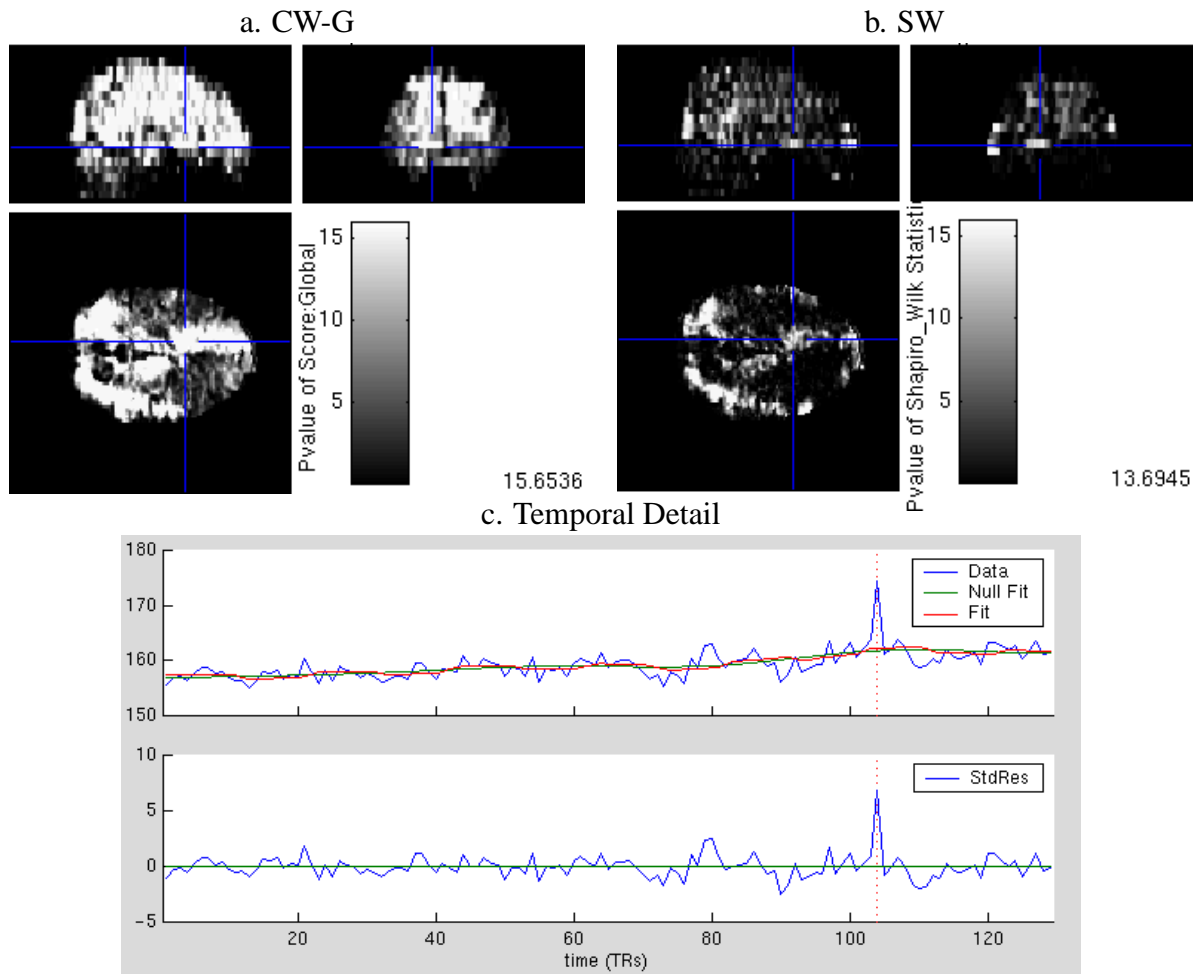 a. CW-G
b. SW
Pvalue of Score:Global
15
10
5
15.6536
Pvalue of Shapiro_Wilk Statisti
15
10
5
13.6945
c. Temporal Detail
180
170
160
150
Data
Null Fit
Fit
10
5
0
-5
StdRes
20 40 60 80 100 120
time (TRs)